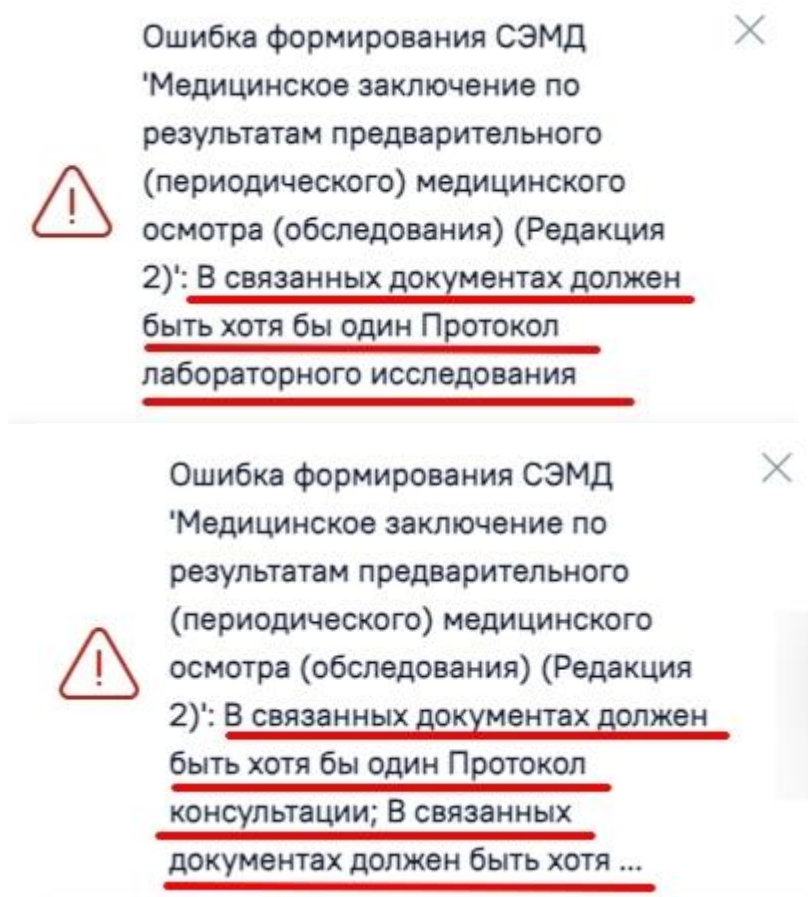 Ошибка формирования СЭМД
'Медицинское заключение по
результатам предварительного
(периодического) медицинского
осмотра (обследования) (Редакция
2)': В связанных документах должен
быть хотя бы один Протокол
лабораторного исследования
Ошибка формирования СЭМД
'Медицинское заключение по
результатам предварительного
(периодического) медицинского
осмотра (обследования) (Редакция
2)': В связанных документах должен
быть хотя бы один Протокол
консультации; В связанных
документах должен быть хотя ...